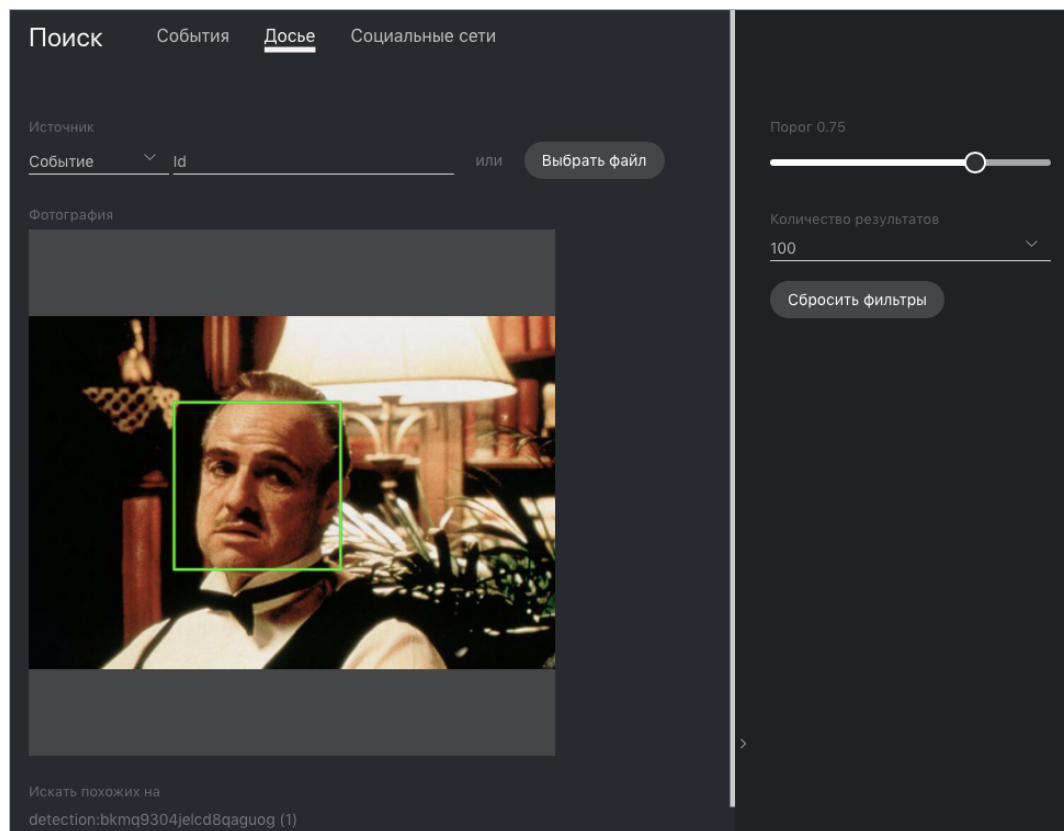 Поиск События Досье Социальные сети
Источник
Событие Id или Выбрать файл
Фотография
Искать похожих на
detection:bkmq9304jelcd8qaguog (1)
Порог 0.75
Количество результатов
100
Сбросить фильтры